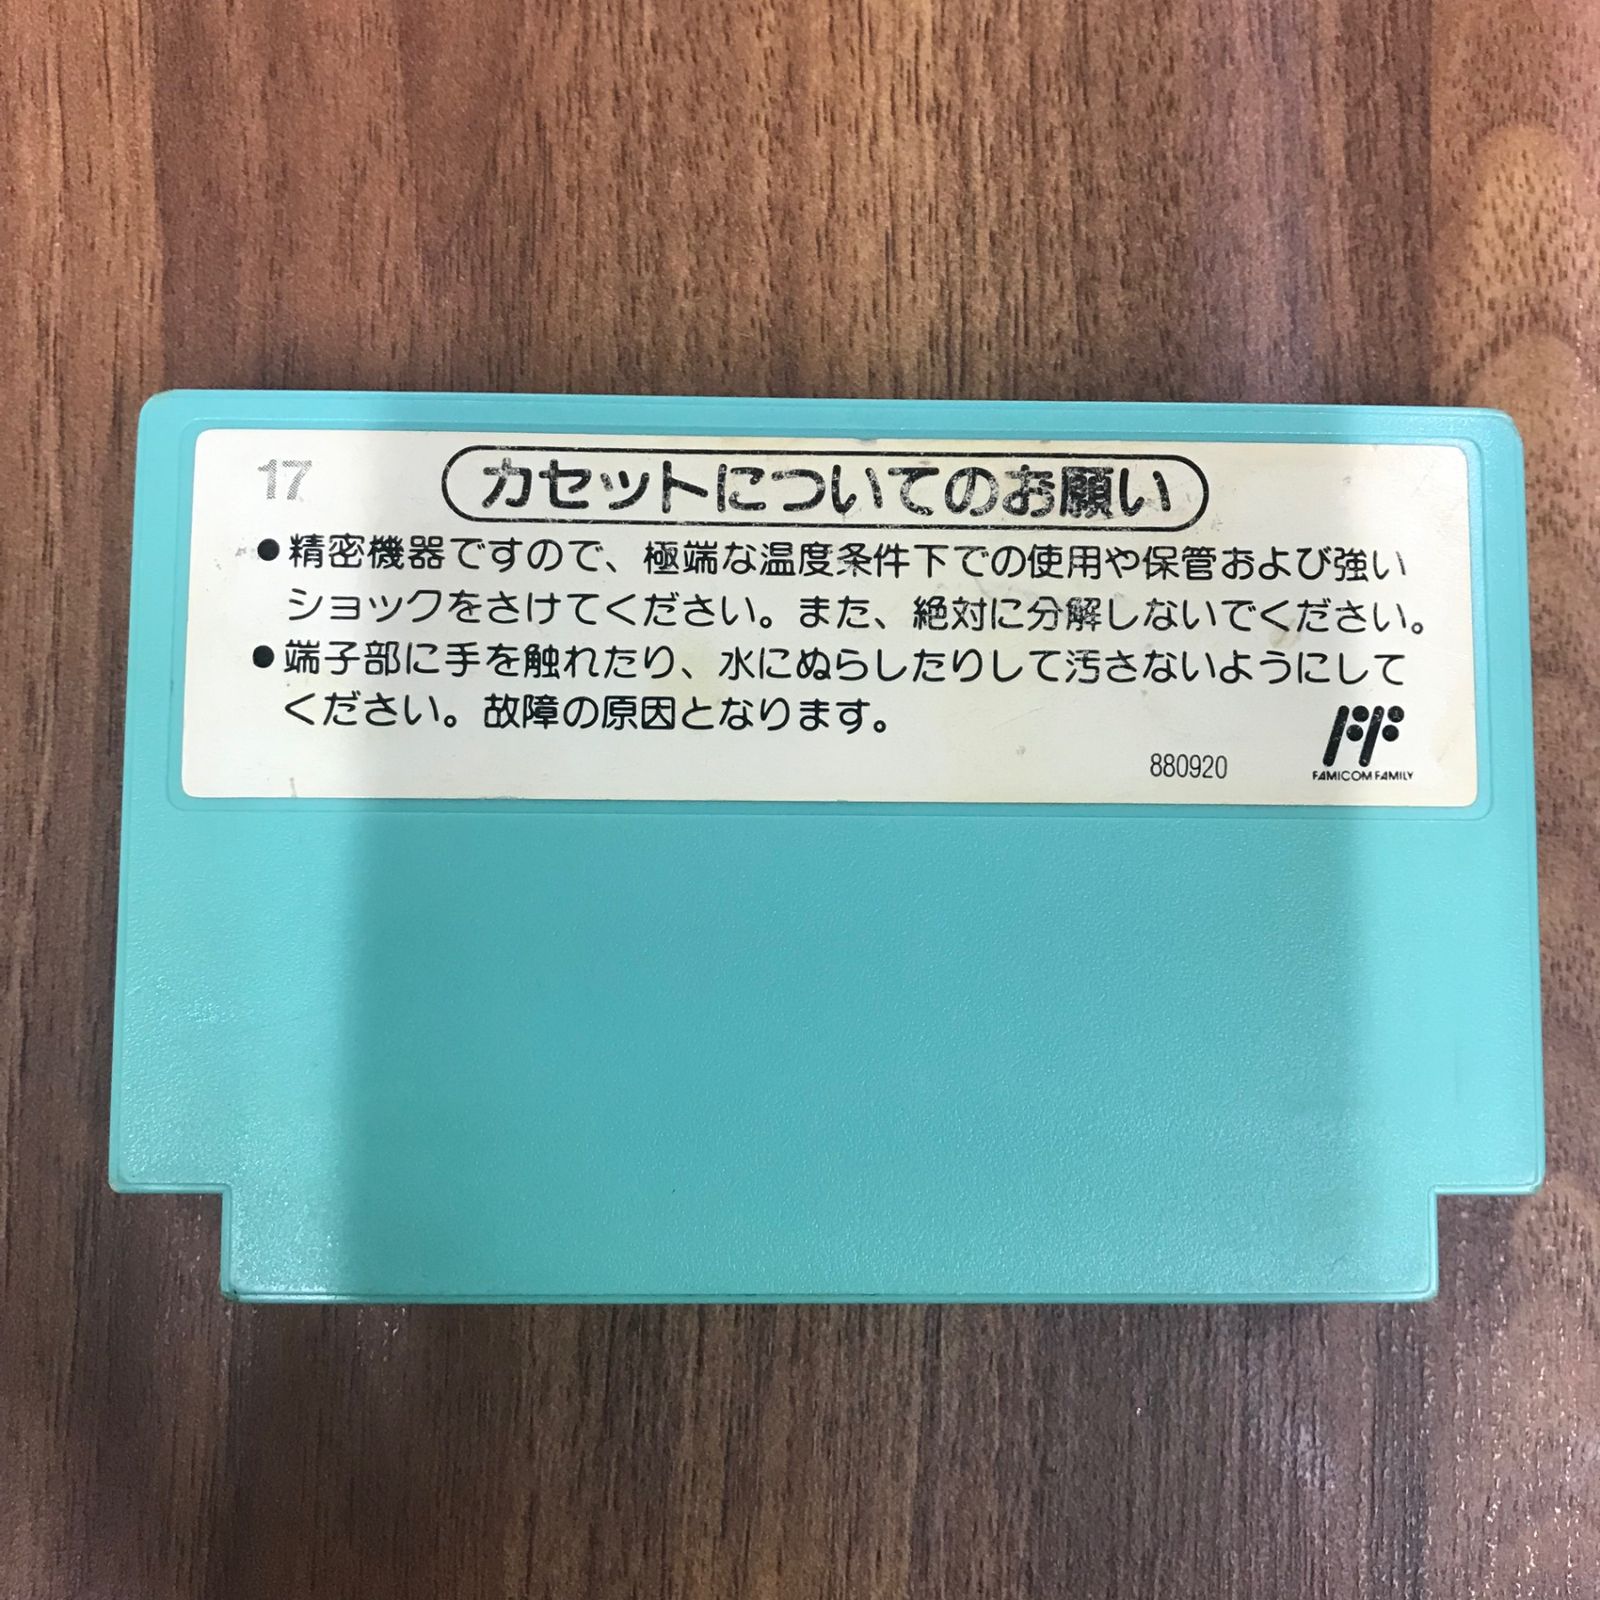 17
カセットについてのお願い
●精密機器ですので、極端な温度条件下での使用や保管および強い
ショックをさけてください。また、絶対に分解しないでください。
●端子部に手を触れたり、水にぬらしたりして汚さないようにして
ください。故障の原因となります。
880920
FAMICOM FAMILY